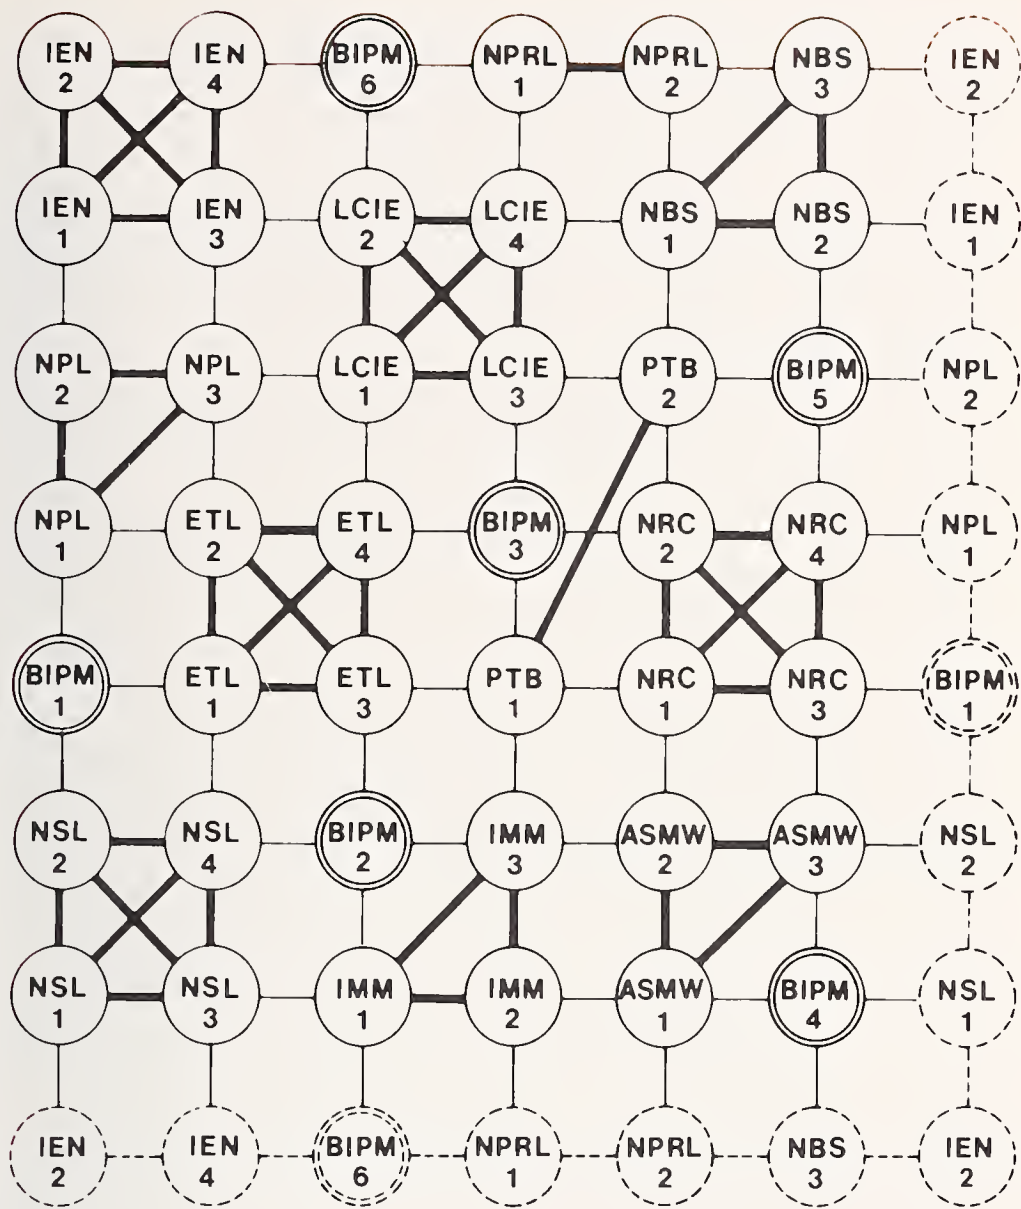 IEN IEN BIPM NPRL NPRL NBS IEN
2 4 6 1 2 3 2
IEN IEN LCIE LCIE NBS NBS IEN
1 3 2 4 1 2 1
NPL NPL LCIE LCIE PTB BIPM NPL
2 3 1 3 2 5 2
NPL ETL ETL BIPM NRC NRC NPL
1 2 4 3 2 4 1
BIPM ETL ETL PTB NRC NRC BIPM
1 1 3 1 1 3 1
NSL NSL BIPM IMM ASMW ASMW NSL
2 4 2 3 2 3 2
NSL NSL IMM IMM ASMW BIPM NSL
1 3 1 2 1 4 1
IEN IEN BIPM NPRL NPRL NBS IEN
2 4 6 1 2 3 2